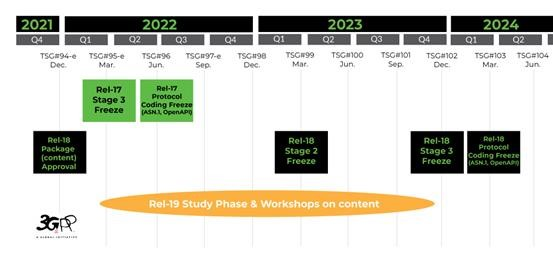 2021 2022 2023 2024
Q4 Q1 Q2 Q3 Q4 Q1 Q2 Q3 Q4 Q1 Q2
TSG#94-e TSG#95-e TSG#96 TSG#97-e TSG#98 TSG#99 TSG#100 TSG#101 TSG#102 TSG#103 TSG#104
Dec. Mar. Jun. Sep. Dec. Mar. Jun. Sep. Dec. Mar. Jun.
Rel-17
Stage 3
Freeze
Rel-17
Protocol
Coding Freeze
(ASN.1, OpenAPI)
Rel-18
Package
(content)
Approval
Rel-18
Stage 2
Freeze
Rel-18
Stage 3
Freeze
Rel-18
Protocol
Coding Freeze
(ASN.1, OpenAPI)
Rel-19 Study Phase & Workshops on content
3GPP
A GLOBAL INITIATIVE